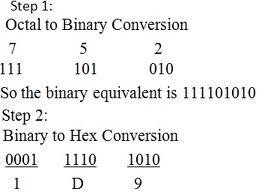 Step 1:
Octal to Binary Conversion
7 5 2
111 101 010
So the binary equivalent is 111101010
Step 2:
Binary to Hex Conversion
0001 1110 1010
1 D 9